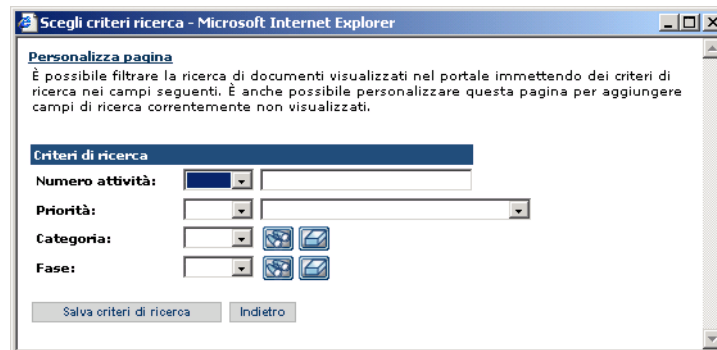 Scegli criteri ricerca - Microsoft Internet Explorer
Personalizza pagina
È possibile filtrare la ricerca di documenti visualizzati nel portale immettendo dei criteri di
ricerca nei campi seguenti. È anche possibile personalizzare questa pagina per aggiungere
campi di ricerca correntemente non visualizzati.
Criteri di ricerca
Numero attività:
Priorità:
Categoria:
Fase:
Salva criteri di ricerca Indietro